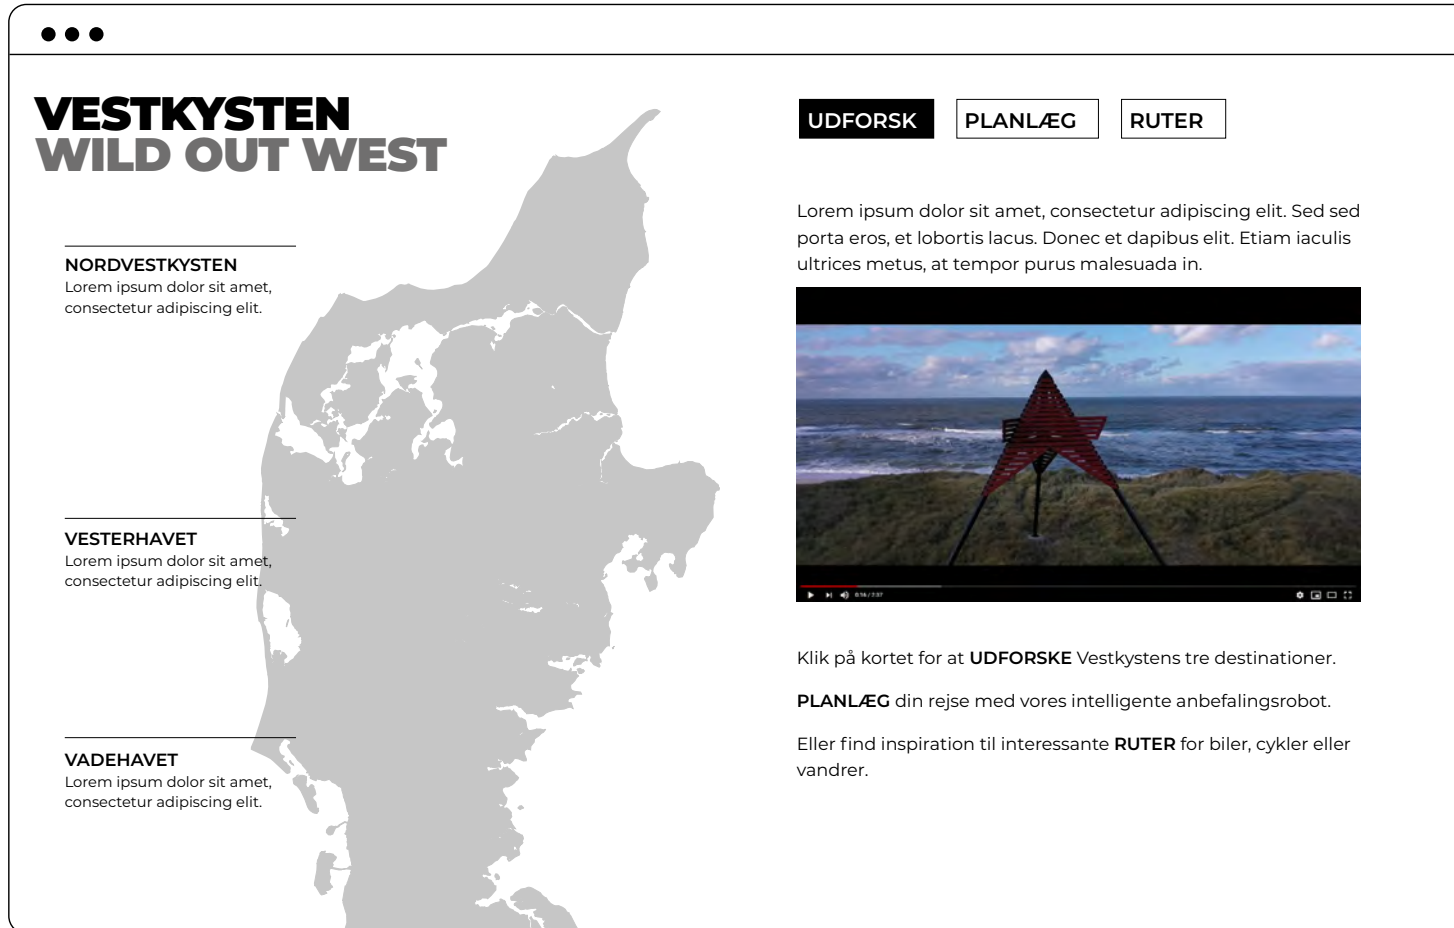 VESTKYSTEN
WILD OUT WEST
NORDVESTKYSTEN
Lorem ipsum dolor sit amet,
consectetur adipiscing elit.
VESTERHAVET
Lorem ipsum dolor sit amet,
consectetur adipiscing elit.
VADEHAVET
Lorem ipsum dolor sit amet,
consectetur adipiscing elit.
UDFORSK
PLANLÆG
RUTER
Lorem ipsum dolor sit amet, consectetur adipiscing elit. Sed sed
porta eros, et lobortis lacus. Donec et dapibus elit. Etiam iaculis
ultrices metus, at tempor purus malesuada in.
0:16 / 2:37
Klik på kortet for at UDFORSKE Vestkystens tre destinationer.
PLANLÆG din rejse med vores intelligente anbefalingsrobot.
Eller find inspiration til interessante RUTER for biler, cykler eller
vandrer.